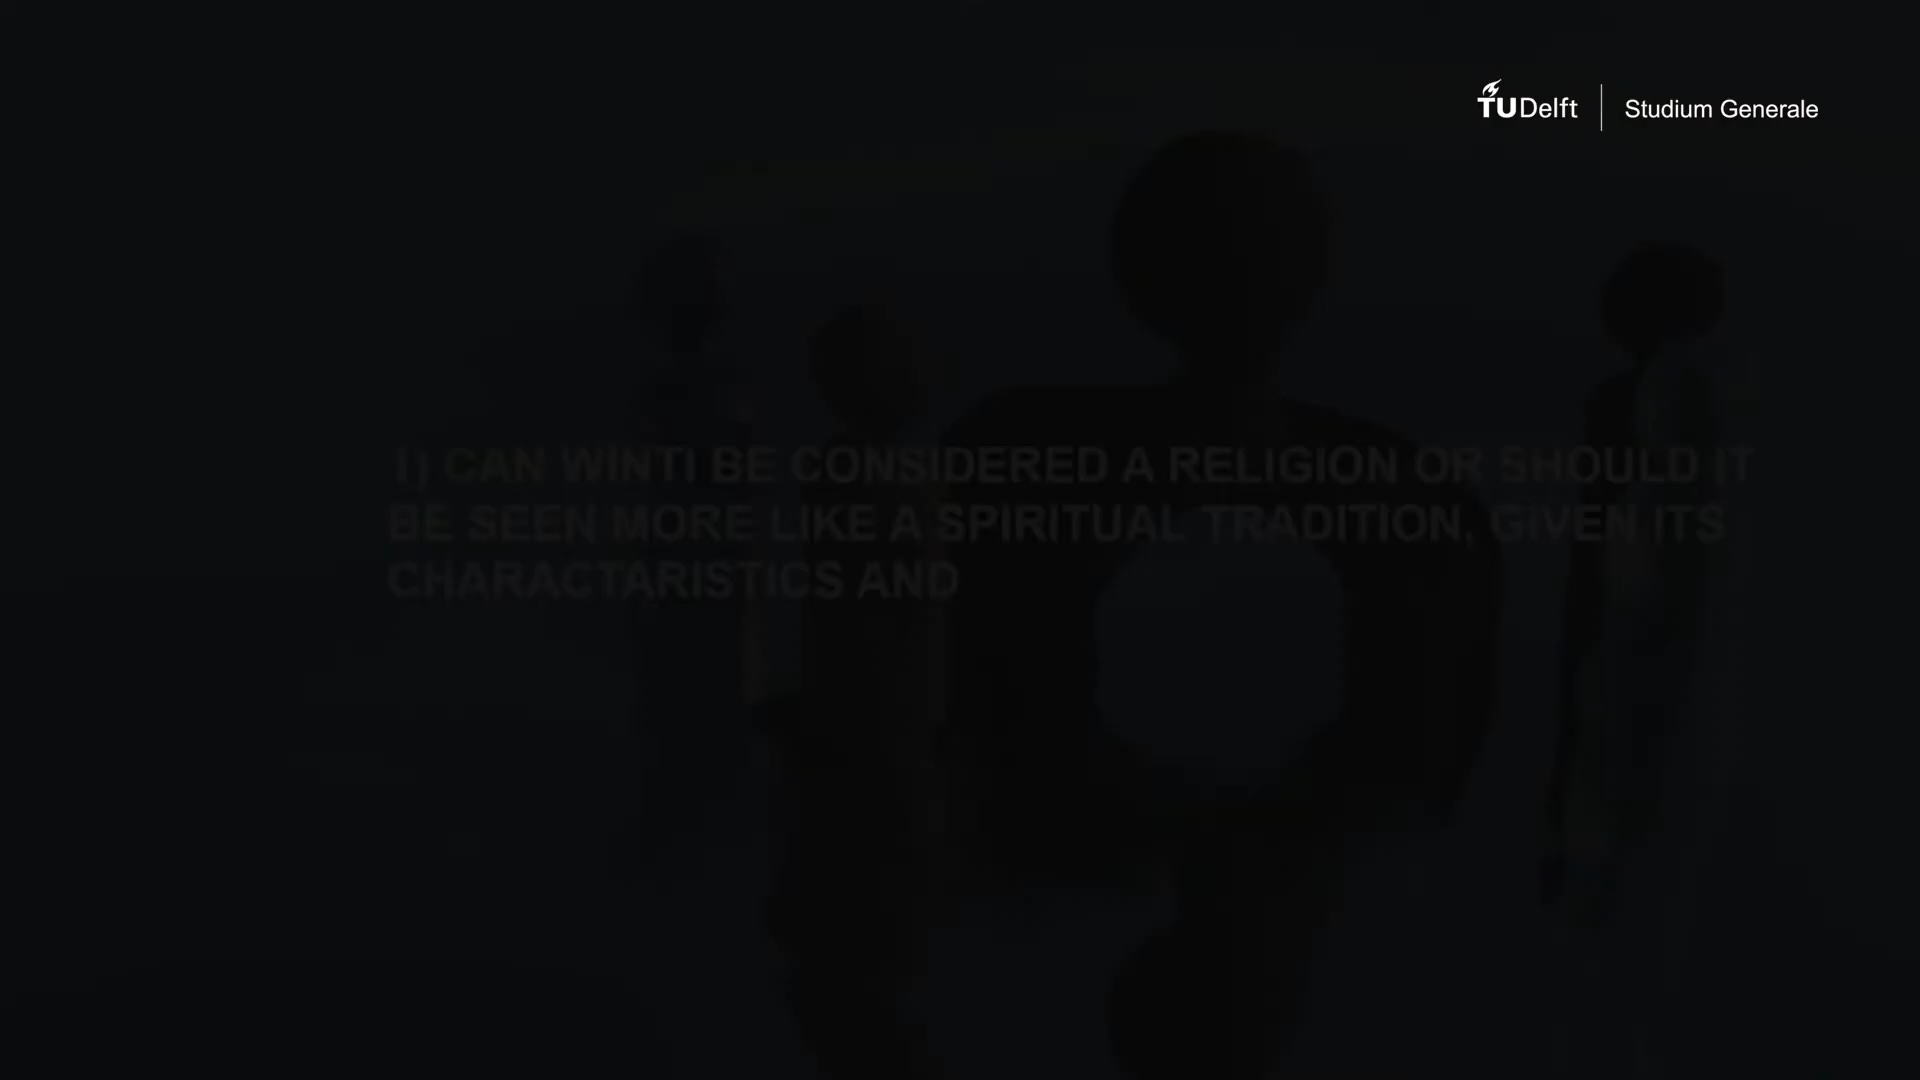 TUDelft | Studium Generale
1) CAN WINTI BE CONSIDERED A RELIGION OR SHOULD IT
BE SEEN MORE LIKE A SPIRITUAL TRADITION, GIVEN ITS
CHARACTARISTICS AND